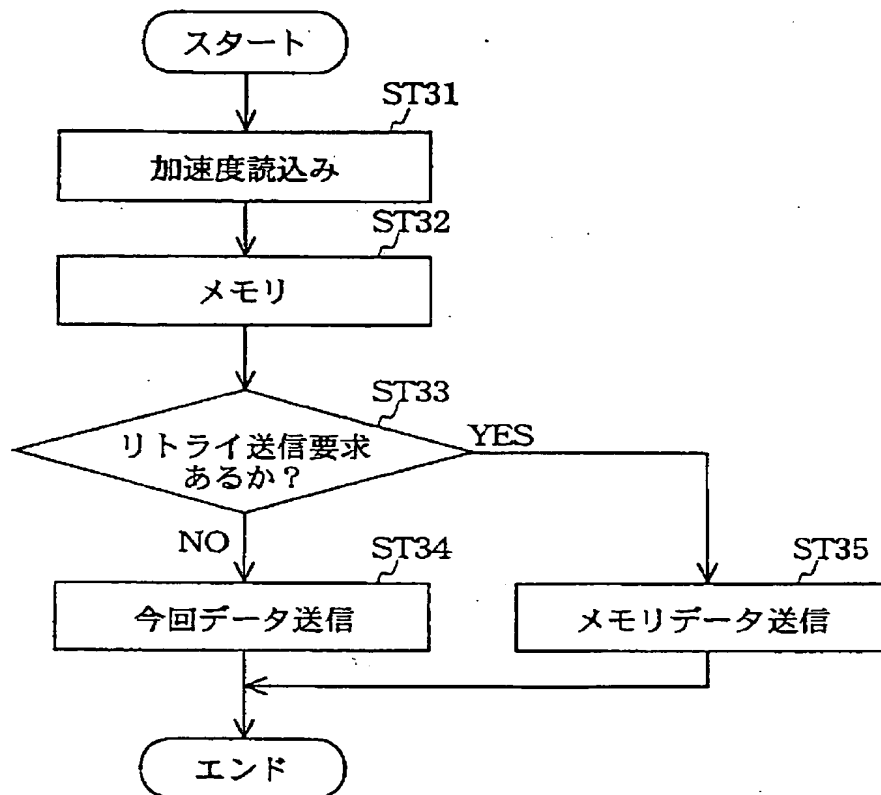 スタート
ST31
加速度読込み
ST32
メモリ
ST33
リトライ送信要求
あるか？
YES
NO
ST34
今回データ送信
ST35
メモリデータ送信
エンド